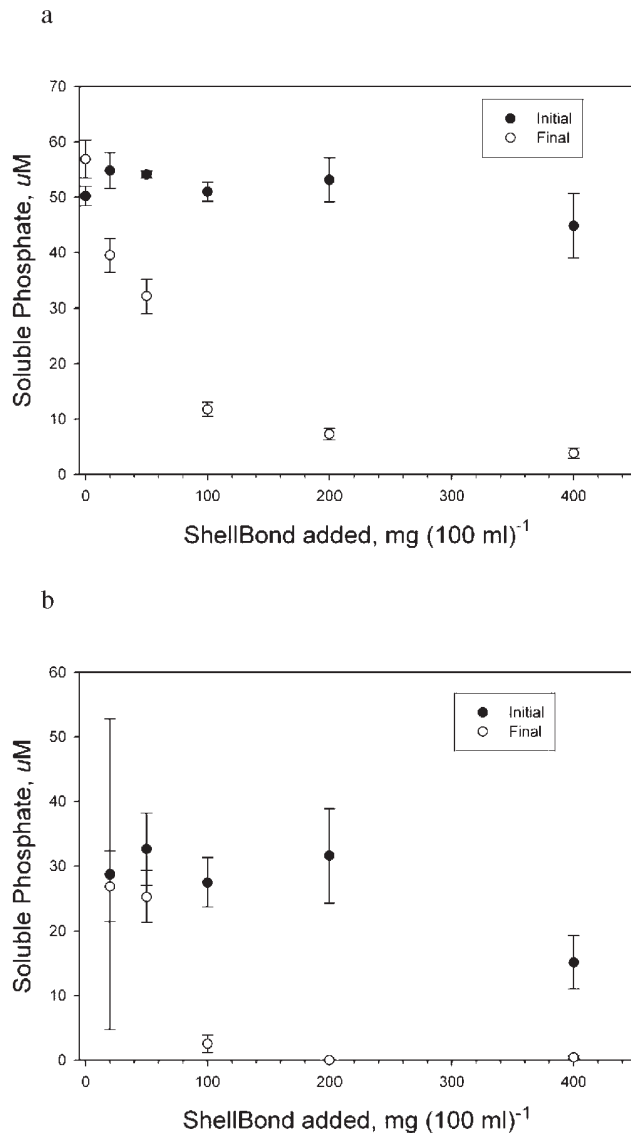 a
70
60
50
40
30
20
10
0
Soluble Phosphate, uM
Initial
Final
0 100 200 300 400
ShellBond added, mg (100 ml)-1
b
60
50
40
30
20
10
0
Soluble Phosphate, uM
Initial
Final
0 100 200 300 400
ShellBond added, mg (100 ml)-1